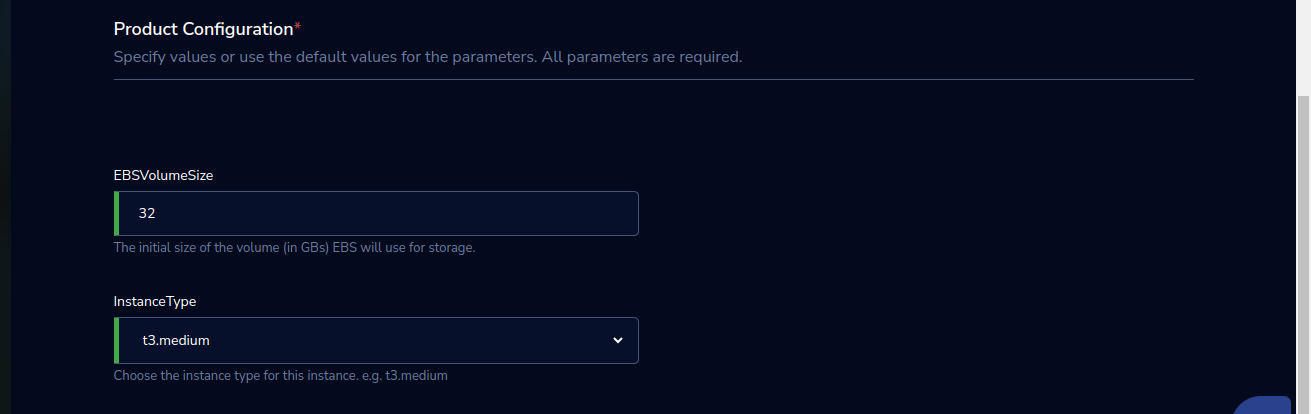 Product Configuration*
Specify values or use the default values for the parameters. All parameters are required.
EBSVolumeSize
32
The initial size of the volume (in GBs) EBS will use for storage.
InstanceType
t3.medium
Choose the instance type for this instance. e.g. t3.medium